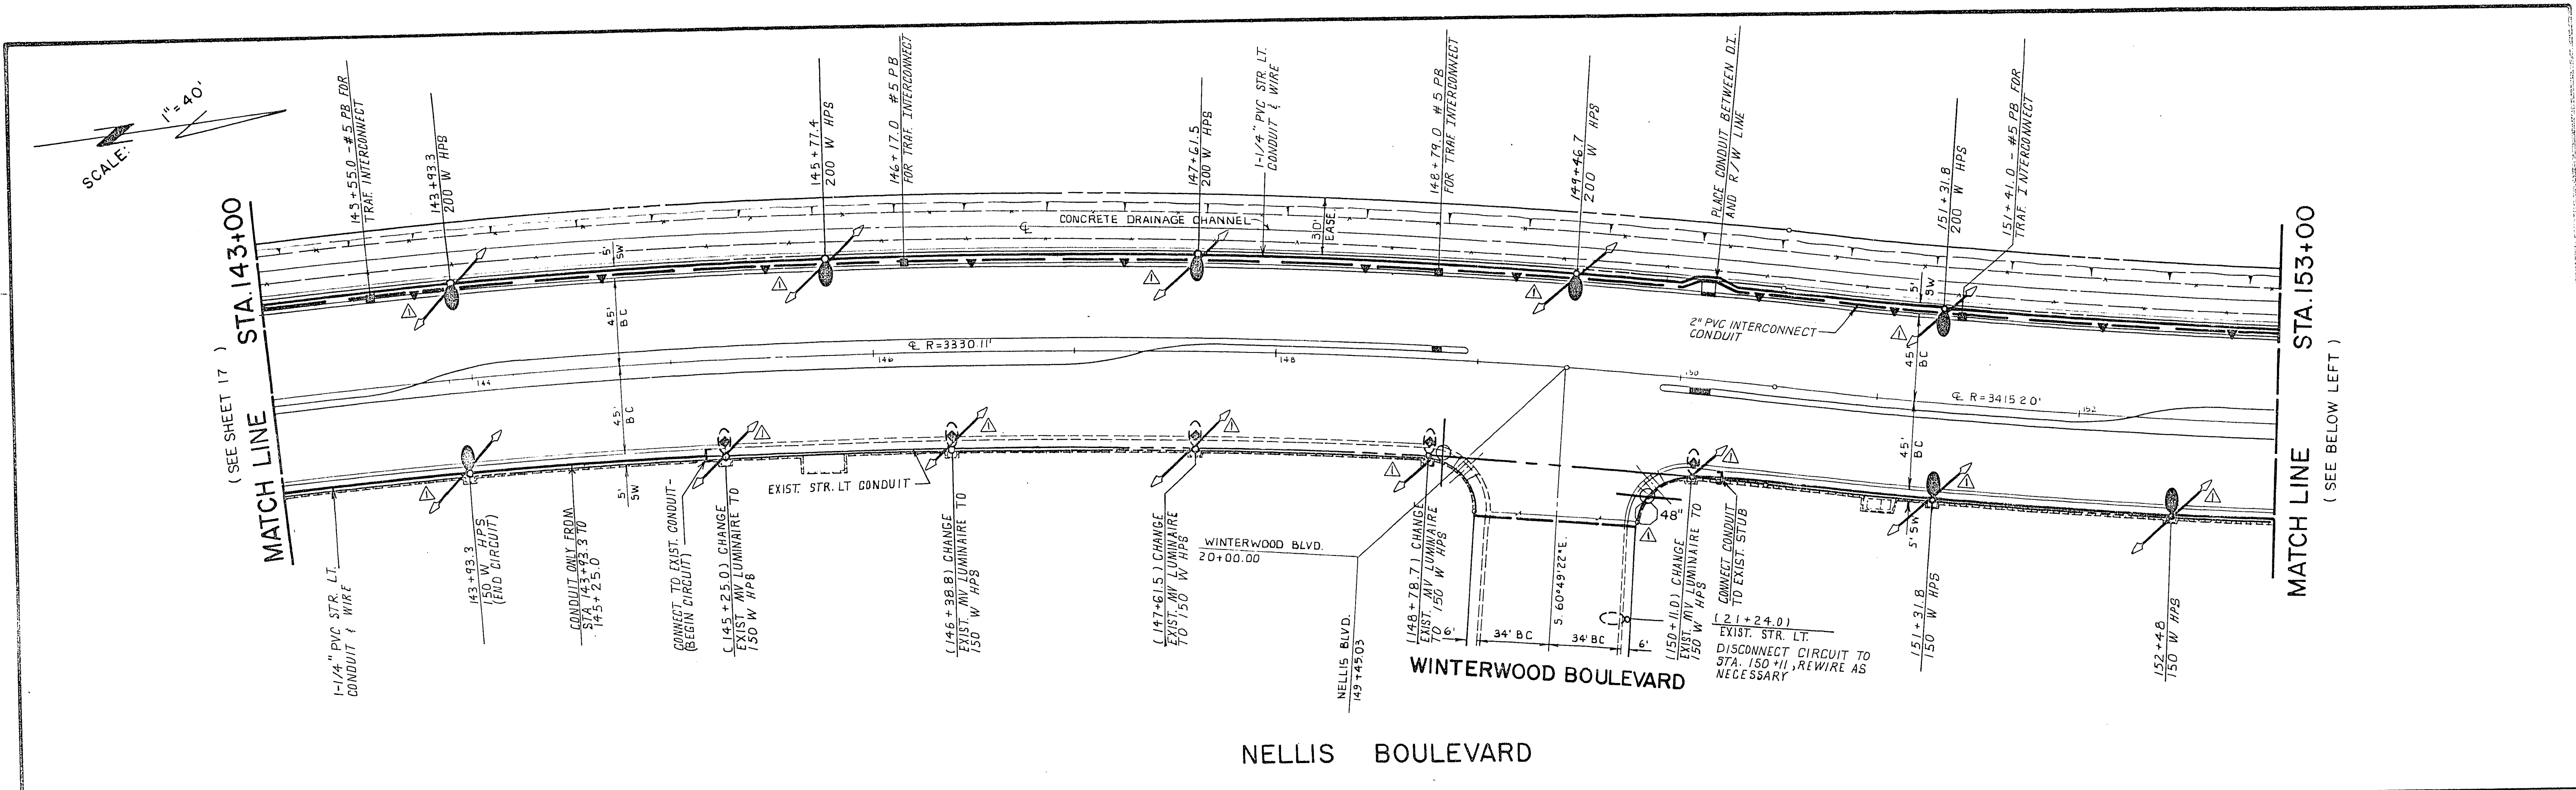 SCALE:
1"=40'
143+55.0 - #5 PB FOR
TRAF. INTERCONNECT
143+93.3
200 W HPS
145+77.4
200 W HPS
146+17.0 #5 PB
FOR TRAF. INTERCONNECT
147+61.5
200 W HPS
1-1/4" PVC STR. LT.
CONDUIT & WIRE
148+79.0 #5 PB
FOR TRAF. INTERCONNECT
149+46.7
200 W HPS
PLACE CONDUIT BETWEEN D.I.
AND R/W LINE
151+31.8
200 W HPS
151+41.0 - #5 PB FOR
TRAF. INTERCONNECT
(SEE SHEET 17)
MATCH LINE STA.143+00
CONCRETE DRAINAGE CHANNEL
℄
30'
EASE.
5'
SW
5'
SW
45'
BC
45'
BC
2" PVC INTERCONNECT
CONDUIT
℄ R=3330.11'
144
146
148
150
152
℄ R=3415.20'
45'
BC
45'
BC
MATCH LINE STA.153+00
(SEE BELOW LEFT)
5'
SW
5' SW
1-1/4" PVC STR. LT.
CONDUIT & WIRE
143+93.3
150 W HPS
(END CIRCUIT)
CONDUIT ONLY FROM
STA 143+93.3 TO
145+25.0
CONNECT TO EXIST. CONDUIT-
(BEGIN CIRCUIT)
(145+25.0) CHANGE
EXIST MV LUMINAIRE TO
150 W HPS
EXIST. STR. LT CONDUIT
(146+38.8) CHANGE
EXIST. MV LUMINAIRE TO
150 W HPS
(147+61.5) CHANGE
EXIST. MV LUMINAIRE
TO 150 W HPS
WINTERWOOD BLVD.
20+00.00
NELLIS BLVD.
149+45.03
(148+78.7) CHANGE
EXIST. MV LUMINAIRE
TO 150 W HPS
6'
34' BC
S. 60°49'22"E.
34' BC
6'
48"
WINTERWOOD BOULEVARD
(150+11.0) CHANGE
EXIST. MV LUMINAIRE TO
150 W HPS
CONNECT CONDUIT
TO EXIST. STUB
(21+24.0)
EXIST. STR. LT.
DISCONNECT CIRCUIT TO
STA. 150+11, REWIRE AS
NECESSARY
151+31.8
150 W HPS
152+48
150 W HPS
NELLIS BOULEVARD